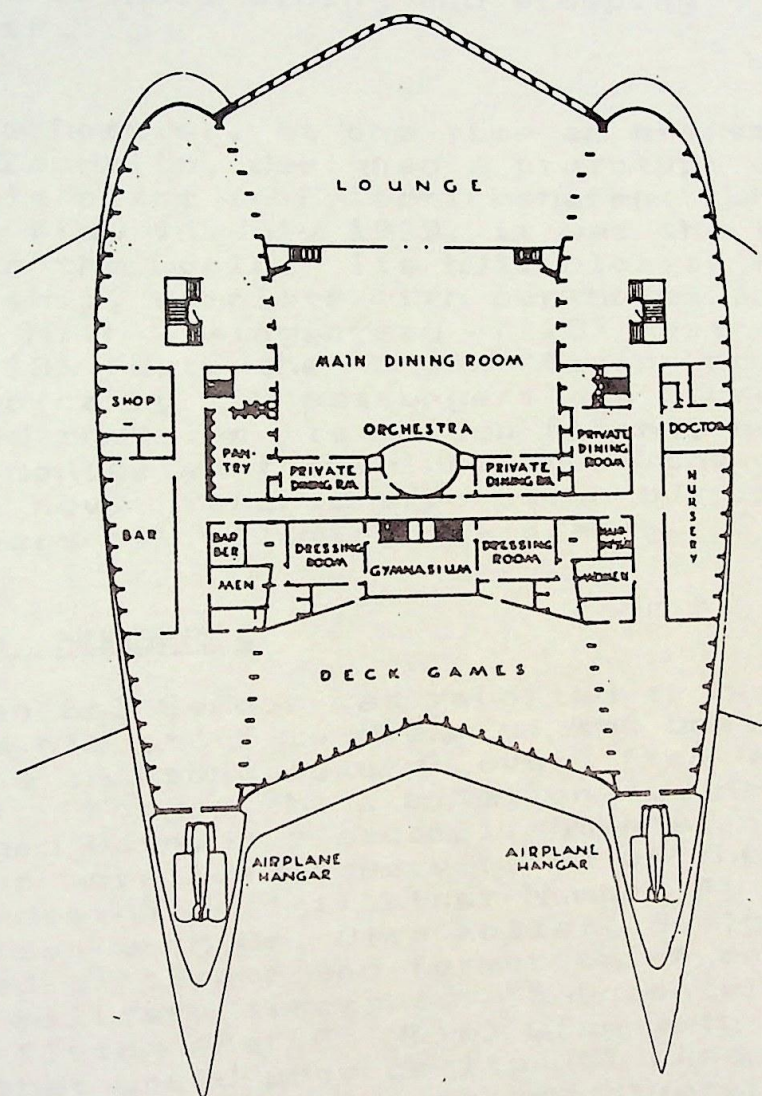 LOUNGE
MAIN DINING ROOM
SHOP
ORCHESTRA
DOCTOR
PAN-
TRY
PRIVATE
DINING RM.
PRIVATE
DINING RM.
PRIVATE
DINING
ROOM
NURSERY
BAR
BAR
BER
DRESSING
ROOM
GYMNASIUM
DRESSING
ROOM
MEN
WOMEN
DECK GAMES
AIRPLANE
HANGAR
AIRPLANE
HANGAR